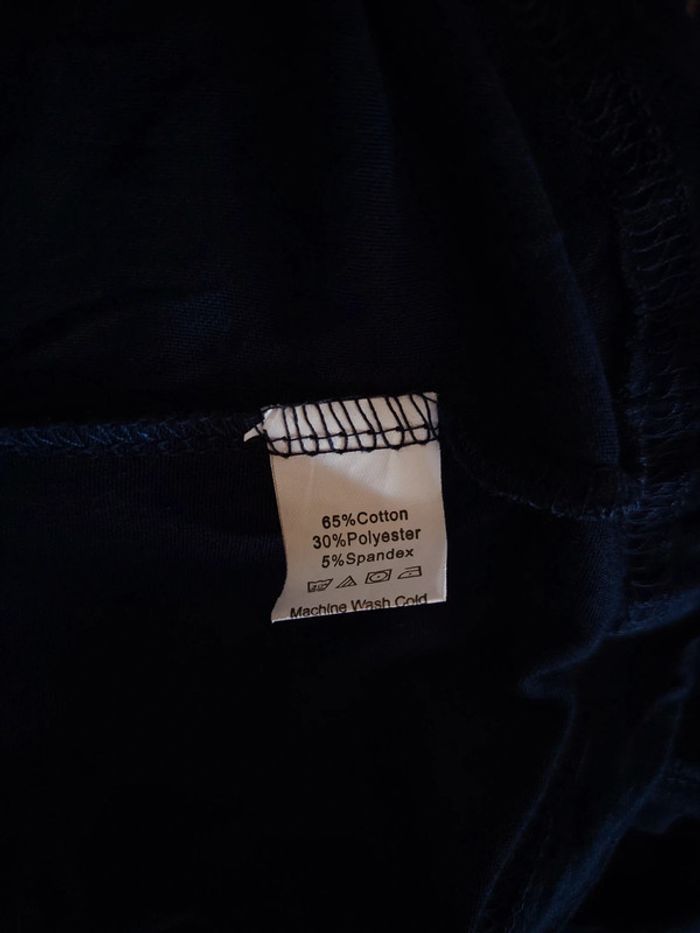 65%Cotton
30%Polyester
5%Spandex
Machine Wash Cold